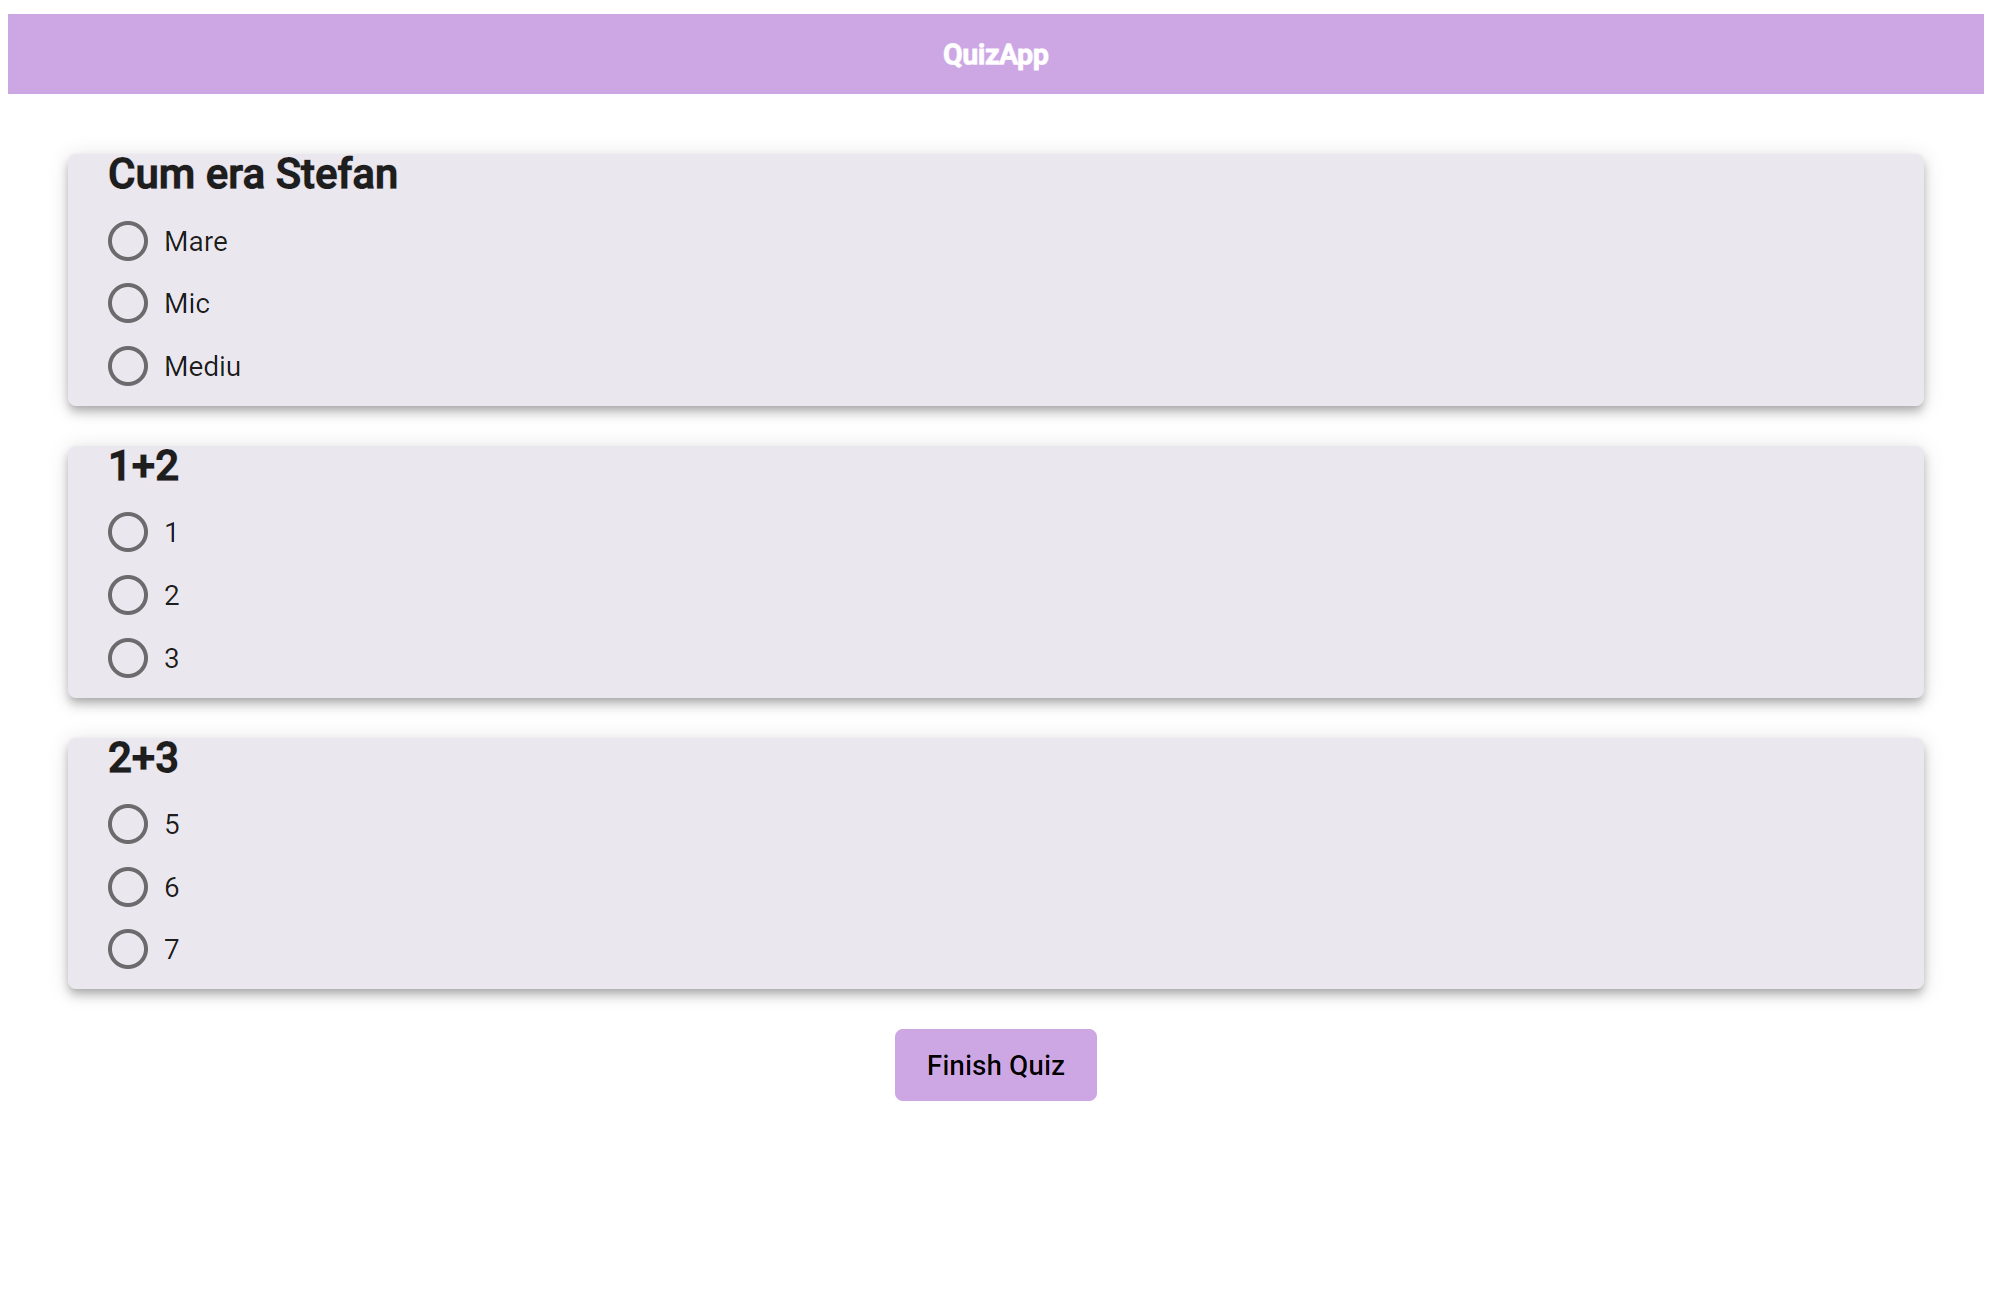 QuizApp
Cum era Stefan
Mare
Mic
Mediu
1+2
1
2
3
2+3
5
6
7
Finish Quiz